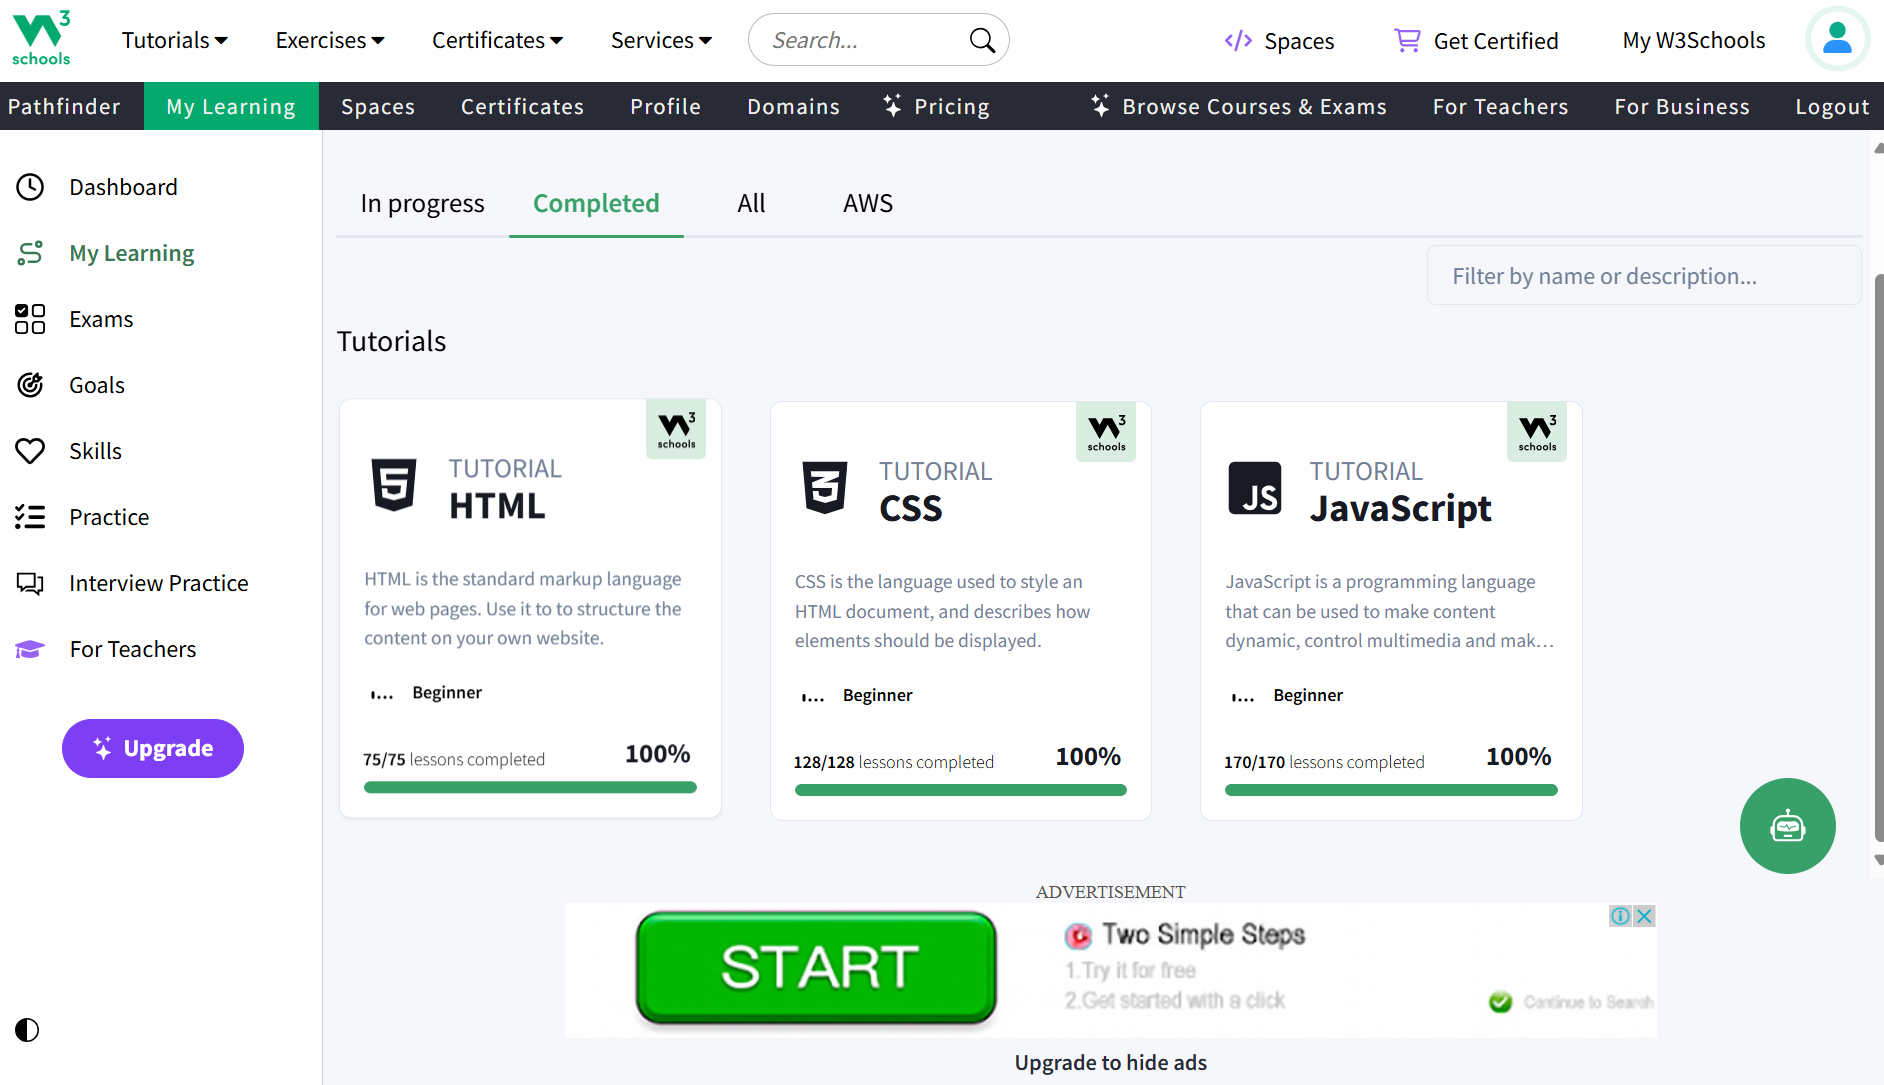 3
schools
Tutorials
Exercises
Certificates
Services
Search...
Spaces
Get Certified
My W3Schools
Pathfinder
My Learning
Spaces
Certificates
Profile
Domains
Pricing
Browse Courses & Exams
For Teachers
For Business
Logout
Dashboard
My Learning
Exams
Goals
Skills
Practice
Interview Practice
For Teachers
Upgrade
In progress
Completed
All
AWS
Filter by name or description...
Tutorials
W3
schools
5
TUTORIAL
HTML
HTML is the standard markup language
for web pages. Use it to to structure the
content on your own website.
Beginner
75/75 lessons completed
100%
W3
schools
3
TUTORIAL
CSS
CSS is the language used to style an
HTML document, and describes how
elements should be displayed.
Beginner
128/128 lessons completed
100%
W3
schools
JS
TUTORIAL
JavaScript
JavaScript is a programming language
that can be used to make content
dynamic, control multimedia and mak...
Beginner
170/170 lessons completed
100%
ADVERTISEMENT
START
Two Simple Steps
1.Try it for free
2.Get started with a click
Continue to Search
Upgrade to hide ads